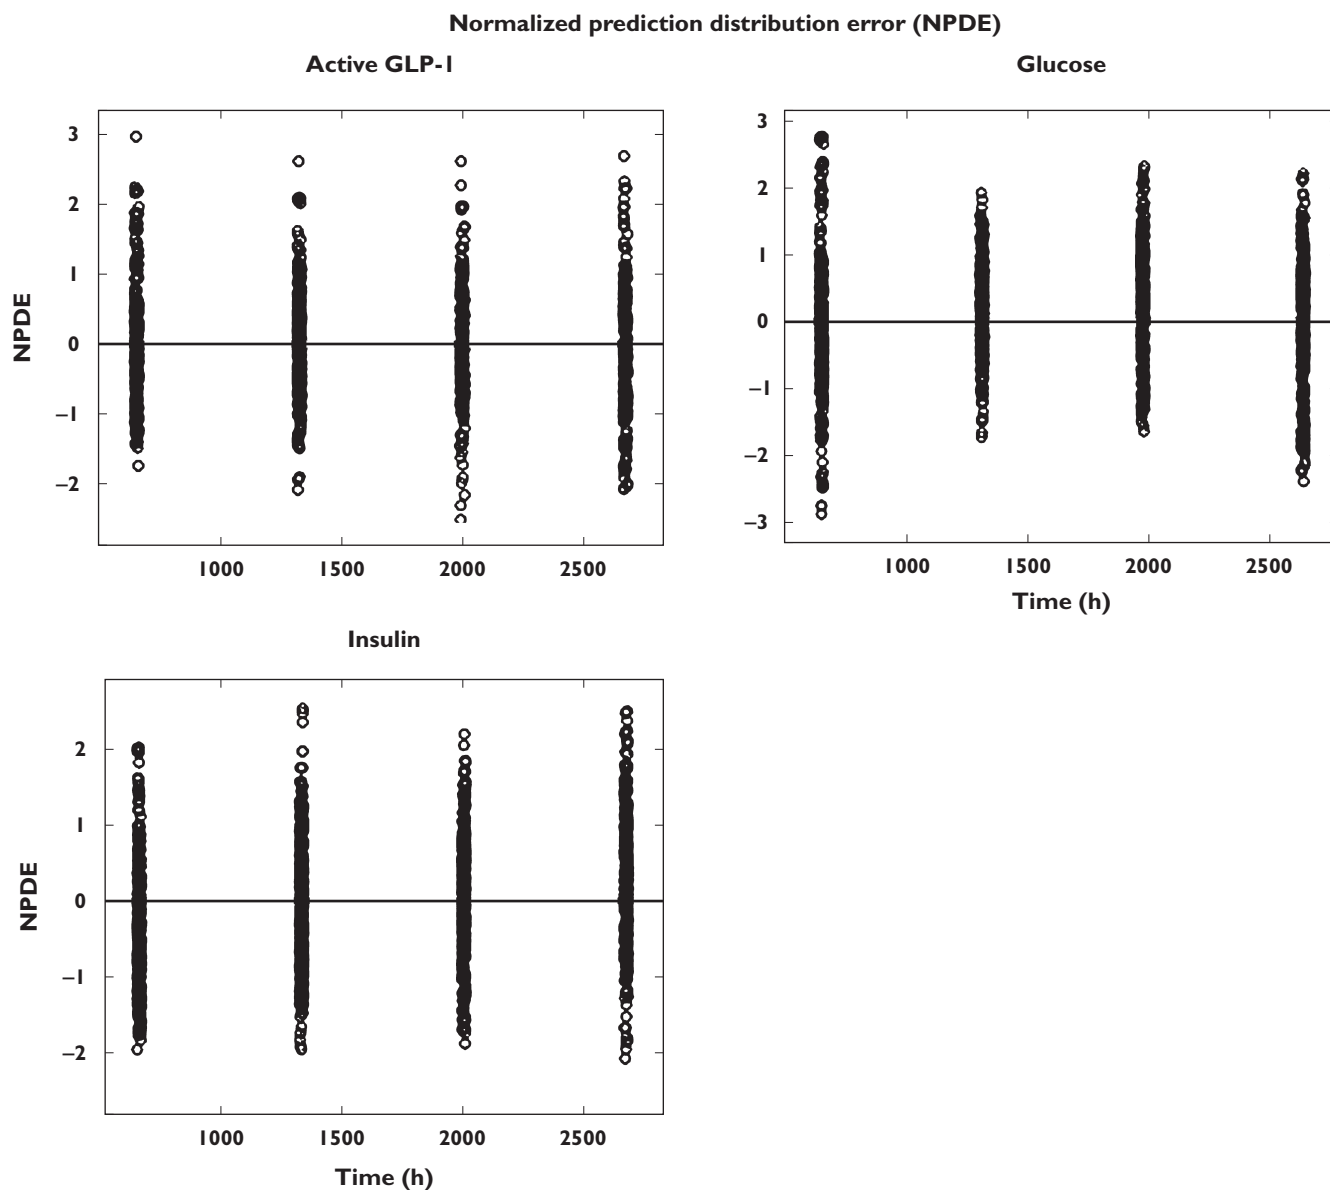 Normalized prediction distribution error (NPDE)
Active GLP-1
NPDE
3
2
1
0
−1
−2
1000 1500 2000 2500
Glucose
3
2
1
0
−1
−2
−3
1000 1500 2000 2500
Time (h)
Insulin
NPDE
2
1
0
−1
−2
1000 1500 2000 2500
Time (h)